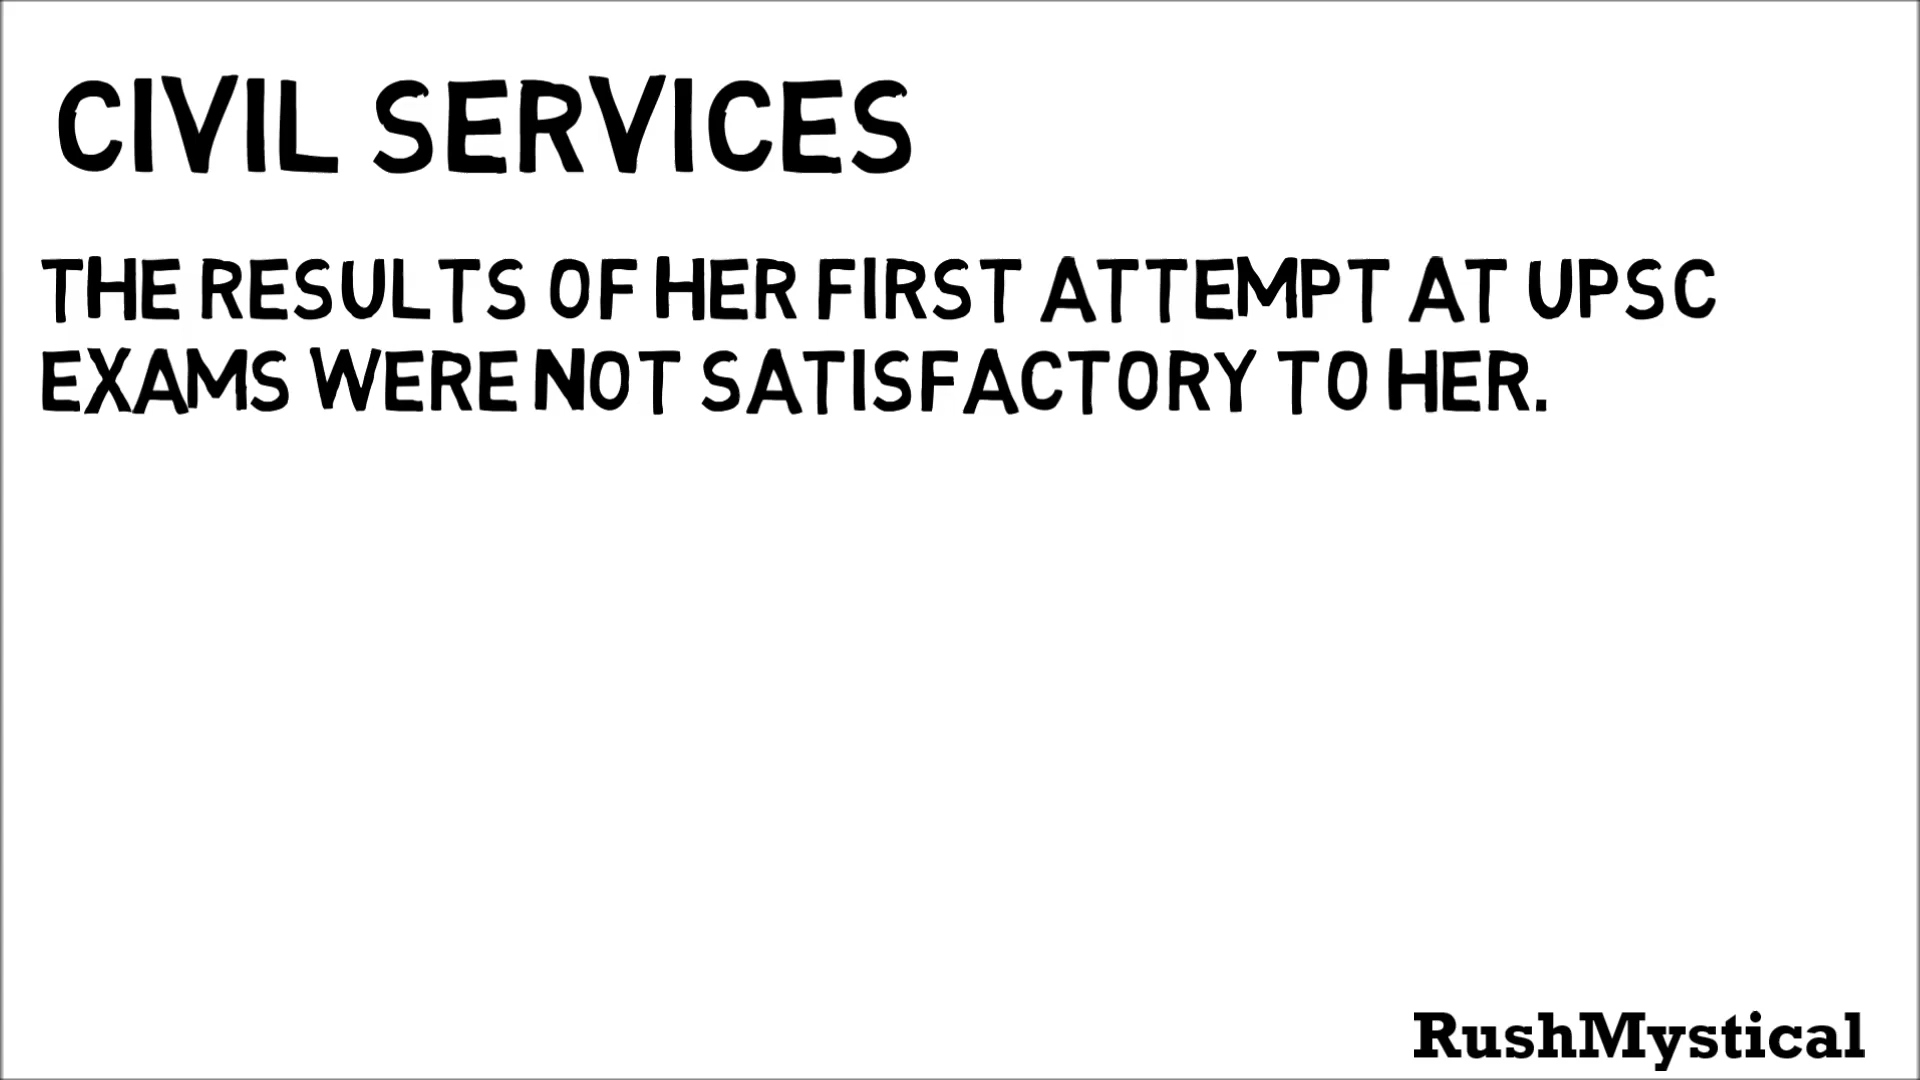 CIVIL SERVICES
THE RESULTS OF HER FIRST ATTEMPT AT UPSC
EXAMS WERE NOT SATISFACTORY TO HER.
RushMystical